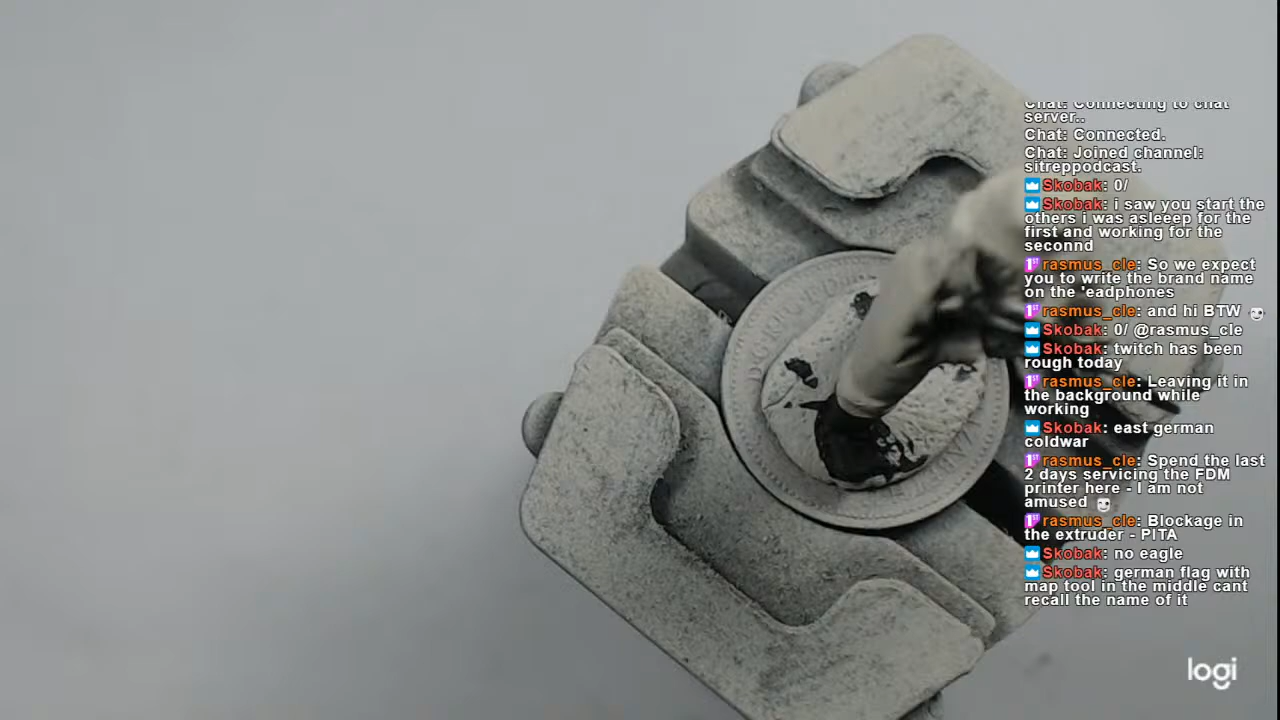 Chat: Connecting to chat
server..
Chat: Connected.
Chat: Joined channel:
sitreppodcast.
Skobak: 0/
Skobak: i saw you start the
others i was asleeep for the
first and working for the
seconnd
rasmus_cle: So we expect
you to write the brand name
on the 'eadphones
rasmus_cle: and hi BTW
Skobak: 0/ @rasmus_cle
Skobak: twitch has been
rough today
rasmus_cle: Leaving it in
the background while
working
Skobak: east german
coldwar
rasmus_cle: Spend the last
2 days servicing the FDM
printer here - I am not
amused
rasmus_cle: Blockage in
the extruder - PITA
Skobak: no eagle
Skobak: german flag with
map tool in the middle cant
recall the name of it
logi